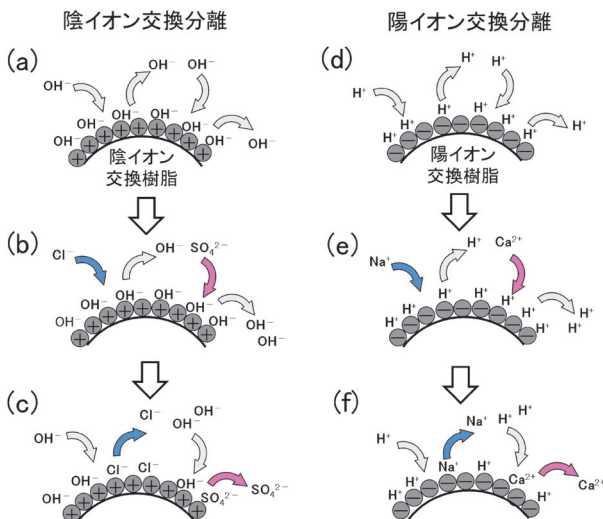 陰イオン交換分離
(a)
OH⁻
OH⁻ OH⁻
OH⁻ OH⁻
OH⁻ OH⁻ OH⁻
陰イオン
交換樹脂
(b)
Cl⁻ OH⁻ SO₄²⁻
OH⁻ OH⁻ OH⁻
OH⁻ OH⁻
OH⁻
OH⁻
(c)
OH⁻ Cl⁻ OH⁻
OH⁻
Cl⁻ Cl⁻ OH⁻
OH⁻ SO₄²⁻ SO₄²⁻
陽イオン交換分離
(d)
H⁺ H⁺
H⁺
H⁺ H⁺
H⁺ H⁺ H⁺
陽イオン
交換樹脂
(e)
Na⁺ H⁺ Ca²⁺
H⁺ H⁺ H⁺
H⁺ H⁺ H⁺
H⁺ H⁺
(f)
H⁺ Na⁺ H⁺ H⁺
Na⁺ H⁺ Ca²⁺ Ca²⁺
H⁺ H⁺